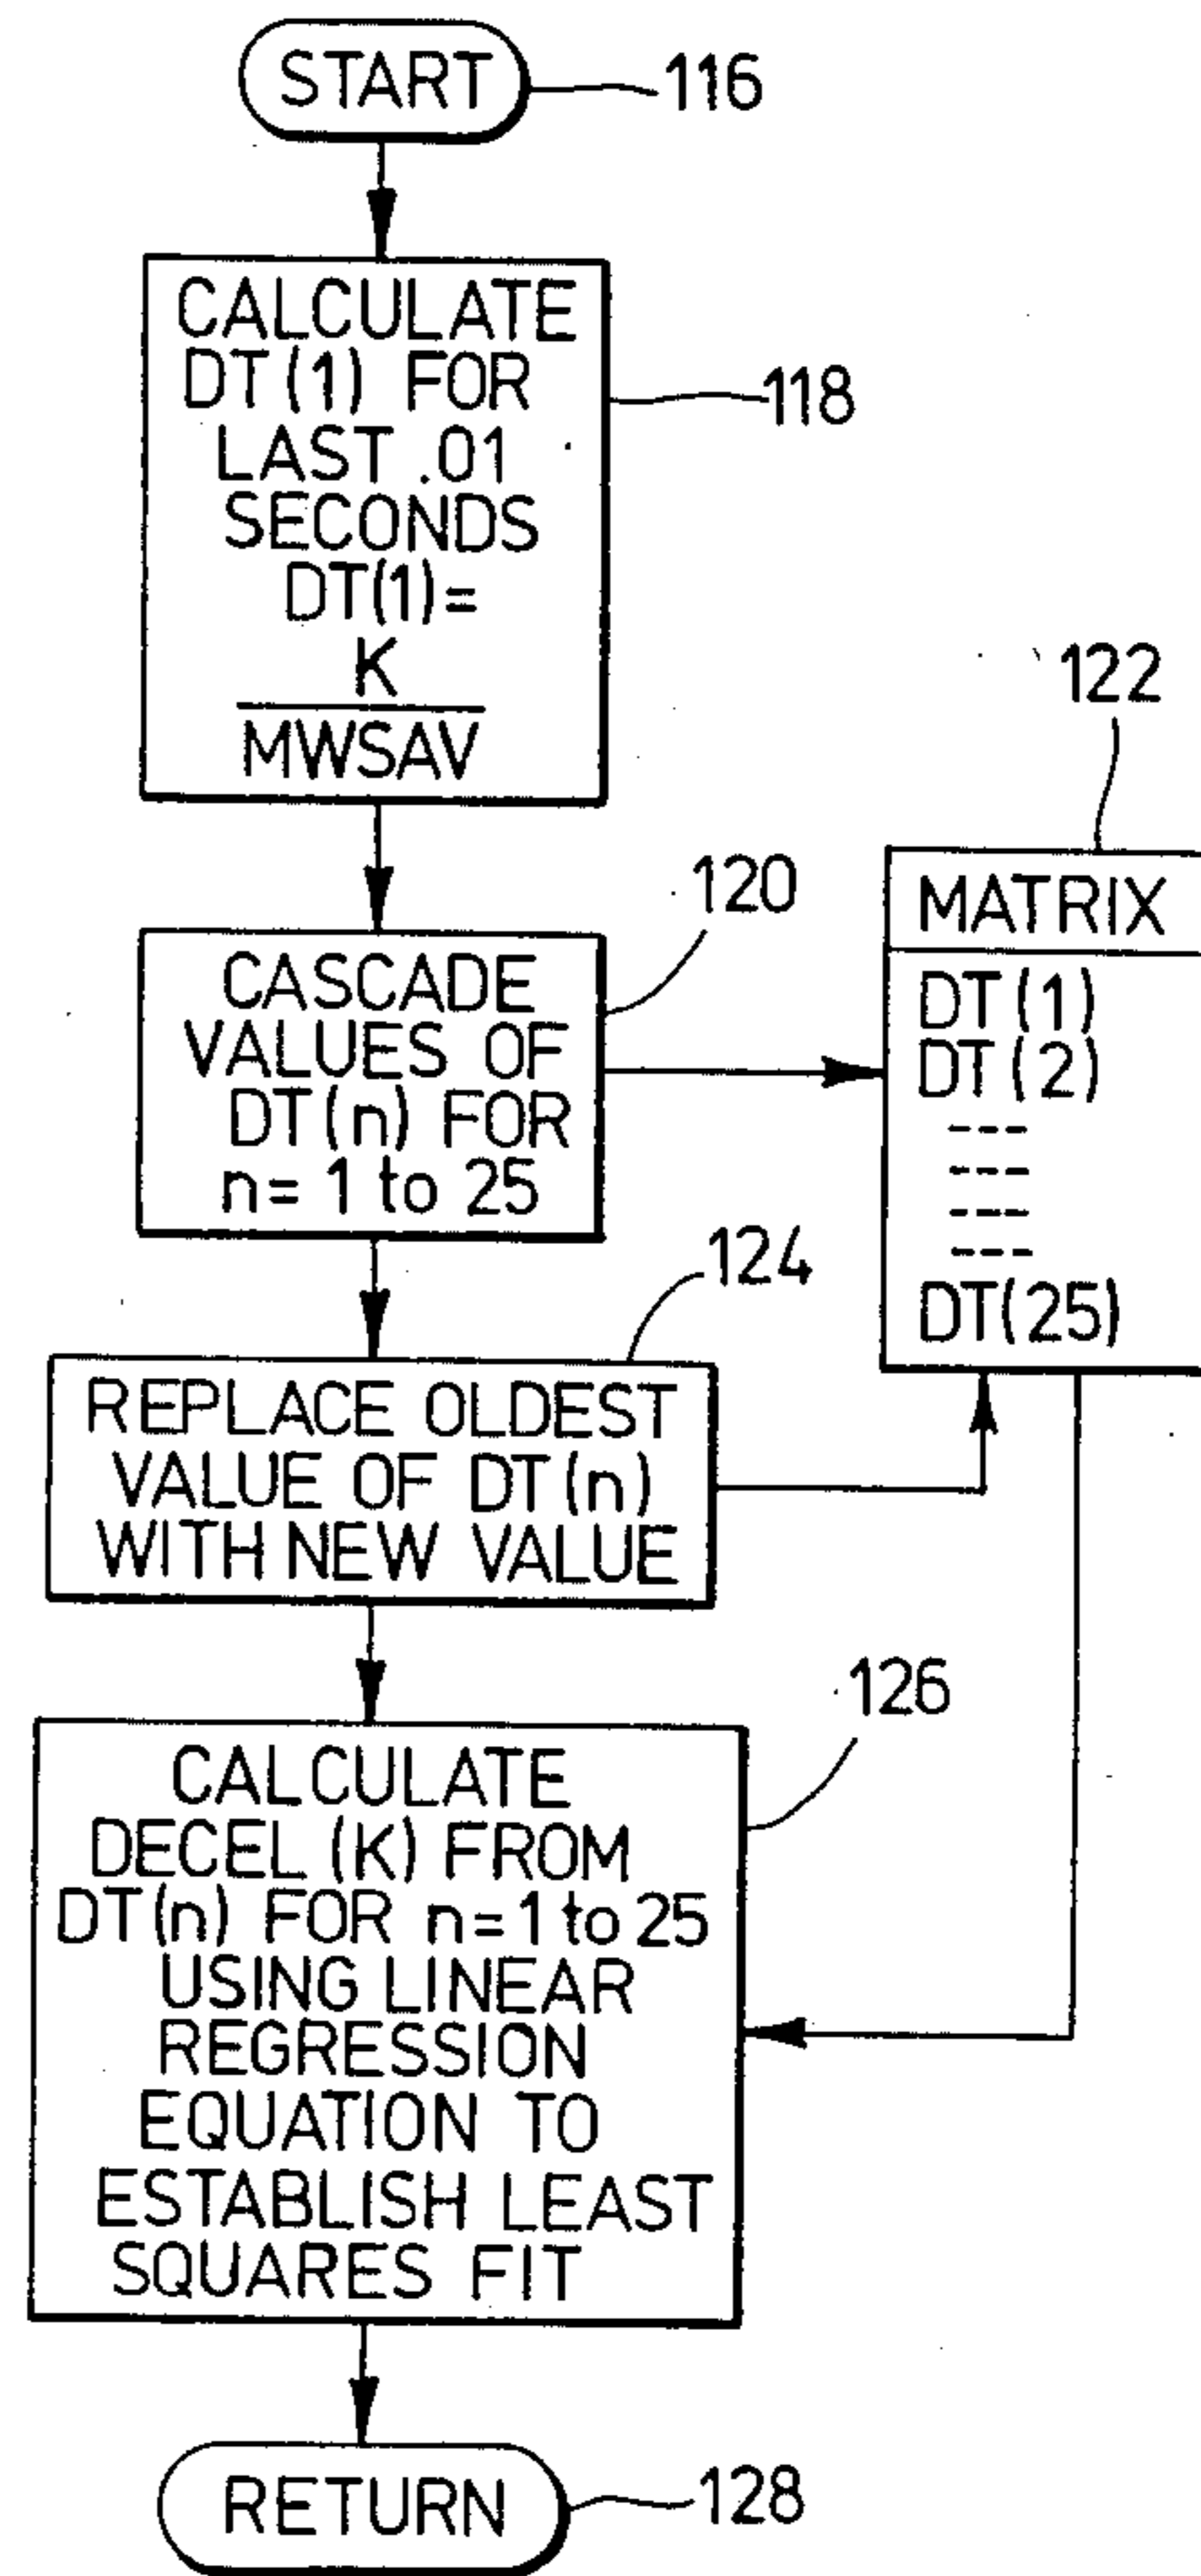 START
116
CALCULATE
DT(1) FOR
LAST .01
SECONDS
DT(1)=
K
MWSAV
118
CASCADE
VALUES OF
DT(n) FOR
n= 1 to 25
120
122
MATRIX
DT(1)
DT(2)
---
---
---
---
DT(25)
REPLACE OLDEST
VALUE OF DT(n)
WITH NEW VALUE
124
CALCULATE
DECEL (K) FROM
DT(n) FOR n=1 to 25
USING LINEAR
REGRESSION
EQUATION TO
ESTABLISH LEAST
SQUARES FIT
126
RETURN
128